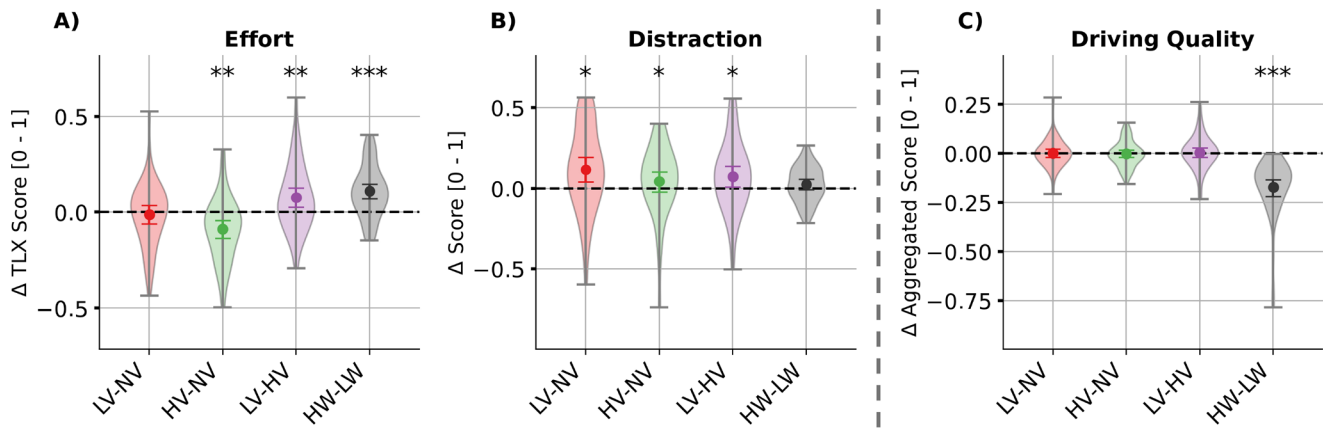 A)
Effort
** ** ***
Δ TLX Score [0 - 1]
0.5
0.0
−0.5
LV-NV
HV-NV
LV-HV
HW-LW
B)
Distraction
* * *
Δ Score [0 - 1]
0.5
0.0
−0.5
LV-NV
HV-NV
LV-HV
HW-LW
C)
Driving Quality
***
Δ Aggregated Score [0 - 1]
0.25
0.00
−0.25
−0.50
−0.75
LV-NV
HV-NV
LV-HV
HW-LW